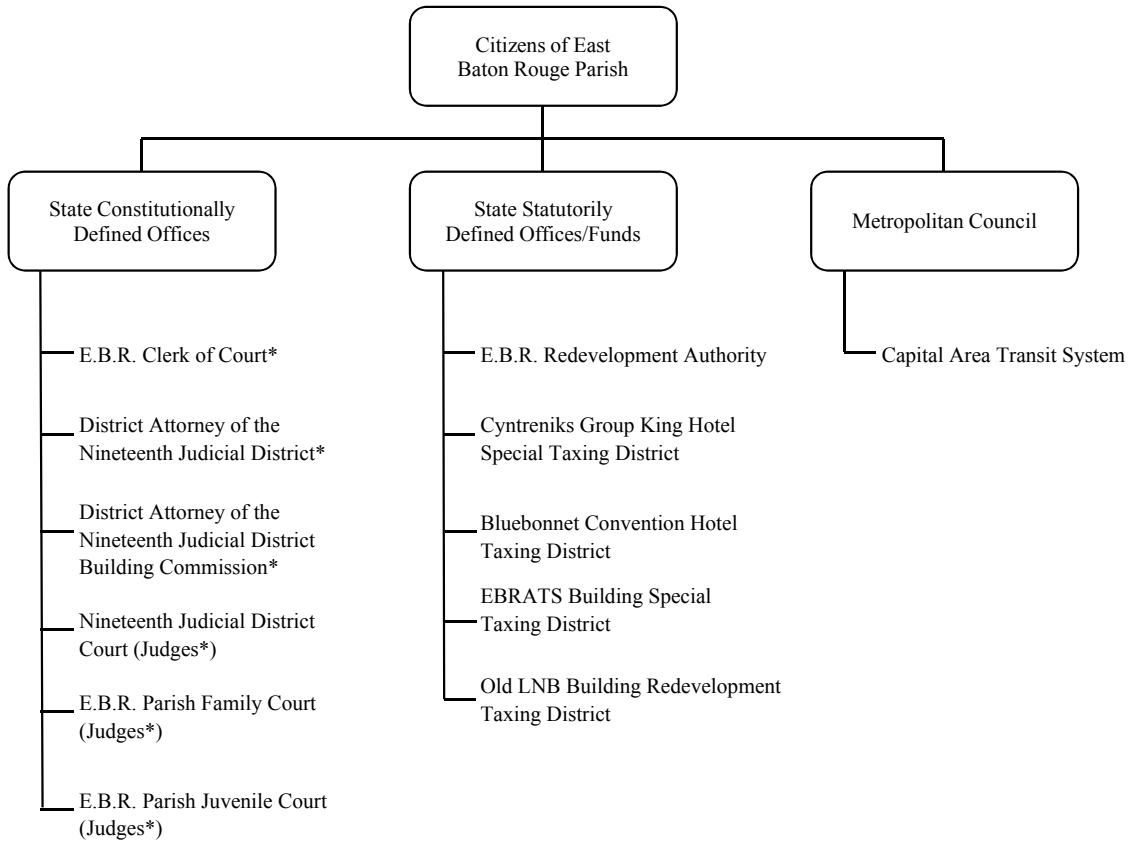 Citizens of East
Baton Rouge Parish
State Constitutionally
Defined Offices
State Statutorily
Defined Offices/Funds
Metropolitan Council
E.B.R. Clerk of Court*
District Attorney of the
Nineteenth Judicial District*
District Attorney of the
Nineteenth Judicial District
Building Commission*
Nineteenth Judicial District
Court (Judges*)
E.B.R. Parish Family Court
(Judges*)
E.B.R. Parish Juvenile Court
(Judges*)
E.B.R. Redevelopment Authority
Cyntreniks Group King Hotel
Special Taxing District
Bluebonnet Convention Hotel
Taxing District
EBRATS Building Special
Taxing District
Old LNB Building Redevelopment
Taxing District
Capital Area Transit System